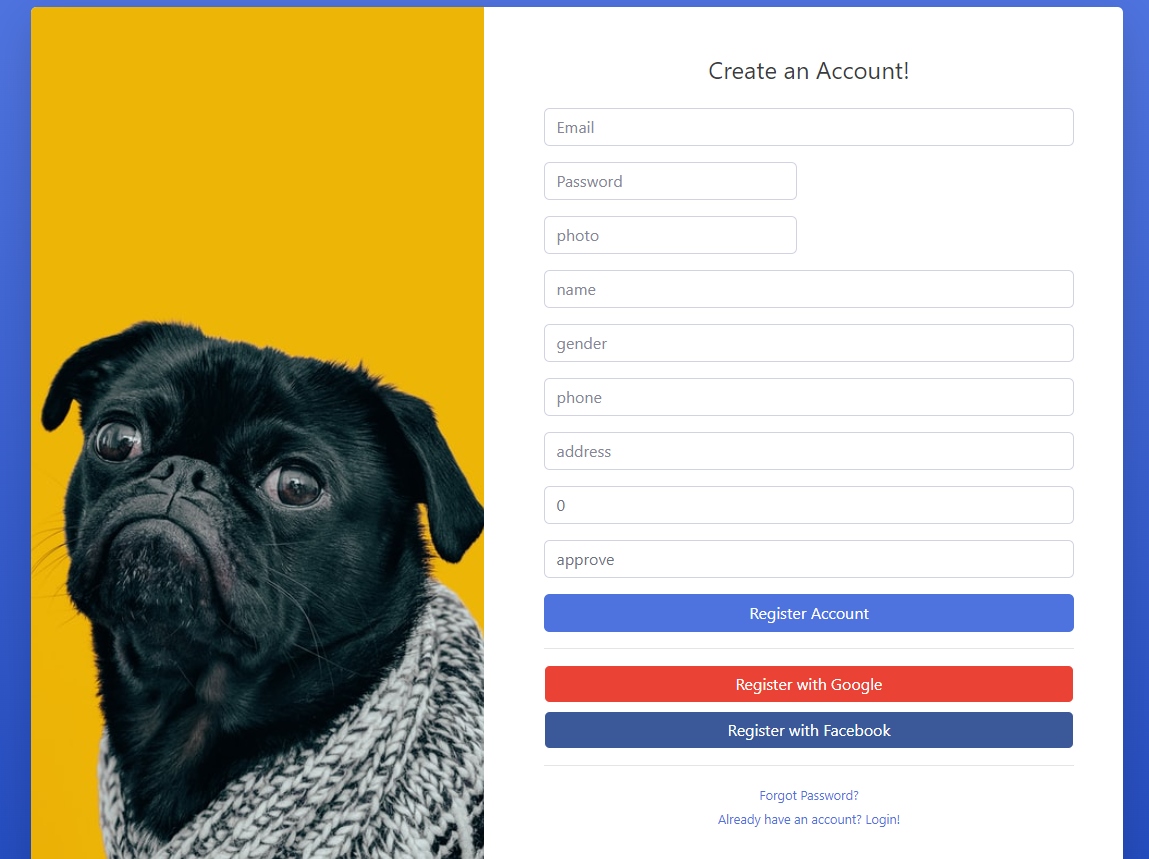 Create an Account!
Email
Password
photo
name
gender
phone
address
0
approve
Register Account
Register with Google
Register with Facebook
Forgot Password?
Already have an account? Login!